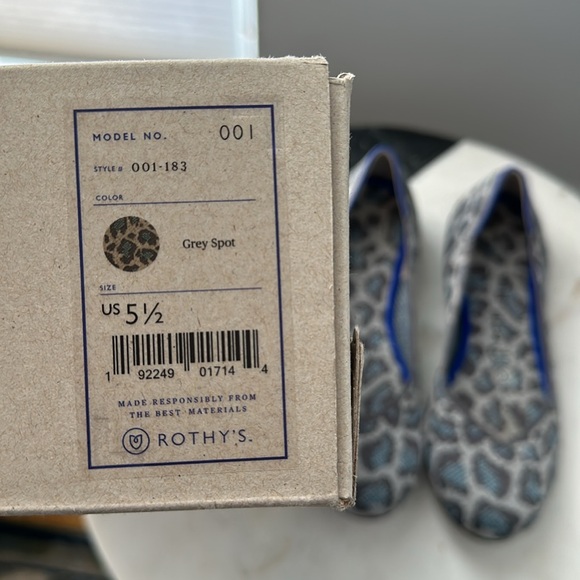 MODEL NO. 001
STYLE # 001-183
COLOR
Grey Spot
SIZE
US 5½
1 92249 01714 4
MADE RESPONSIBLY FROM
THE BEST MATERIALS
ROTHY'S.